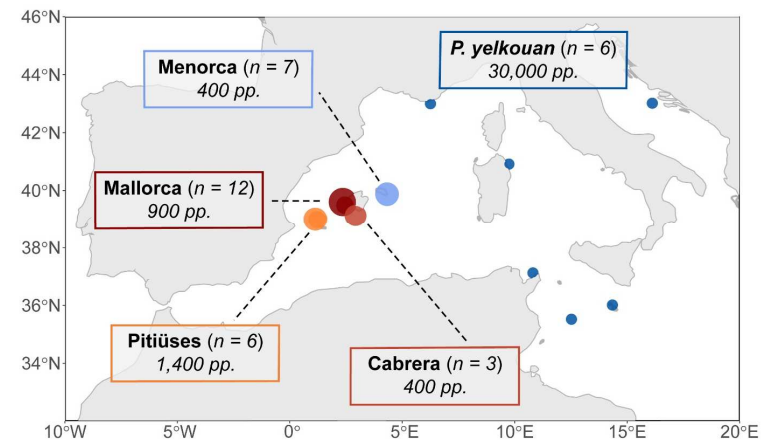 46°N
44°N
42°N
40°N
38°N
36°N
34°N
Menorca (n = 7)
400 pp.
P. yelkouan (n = 6)
30,000 pp.
Mallorca (n = 12)
900 pp.
Pitiüses (n = 6)
1,400 pp.
Cabrera (n = 3)
400 pp.
10°W
5°W
0°
5°E
10°E
15°E
20°E